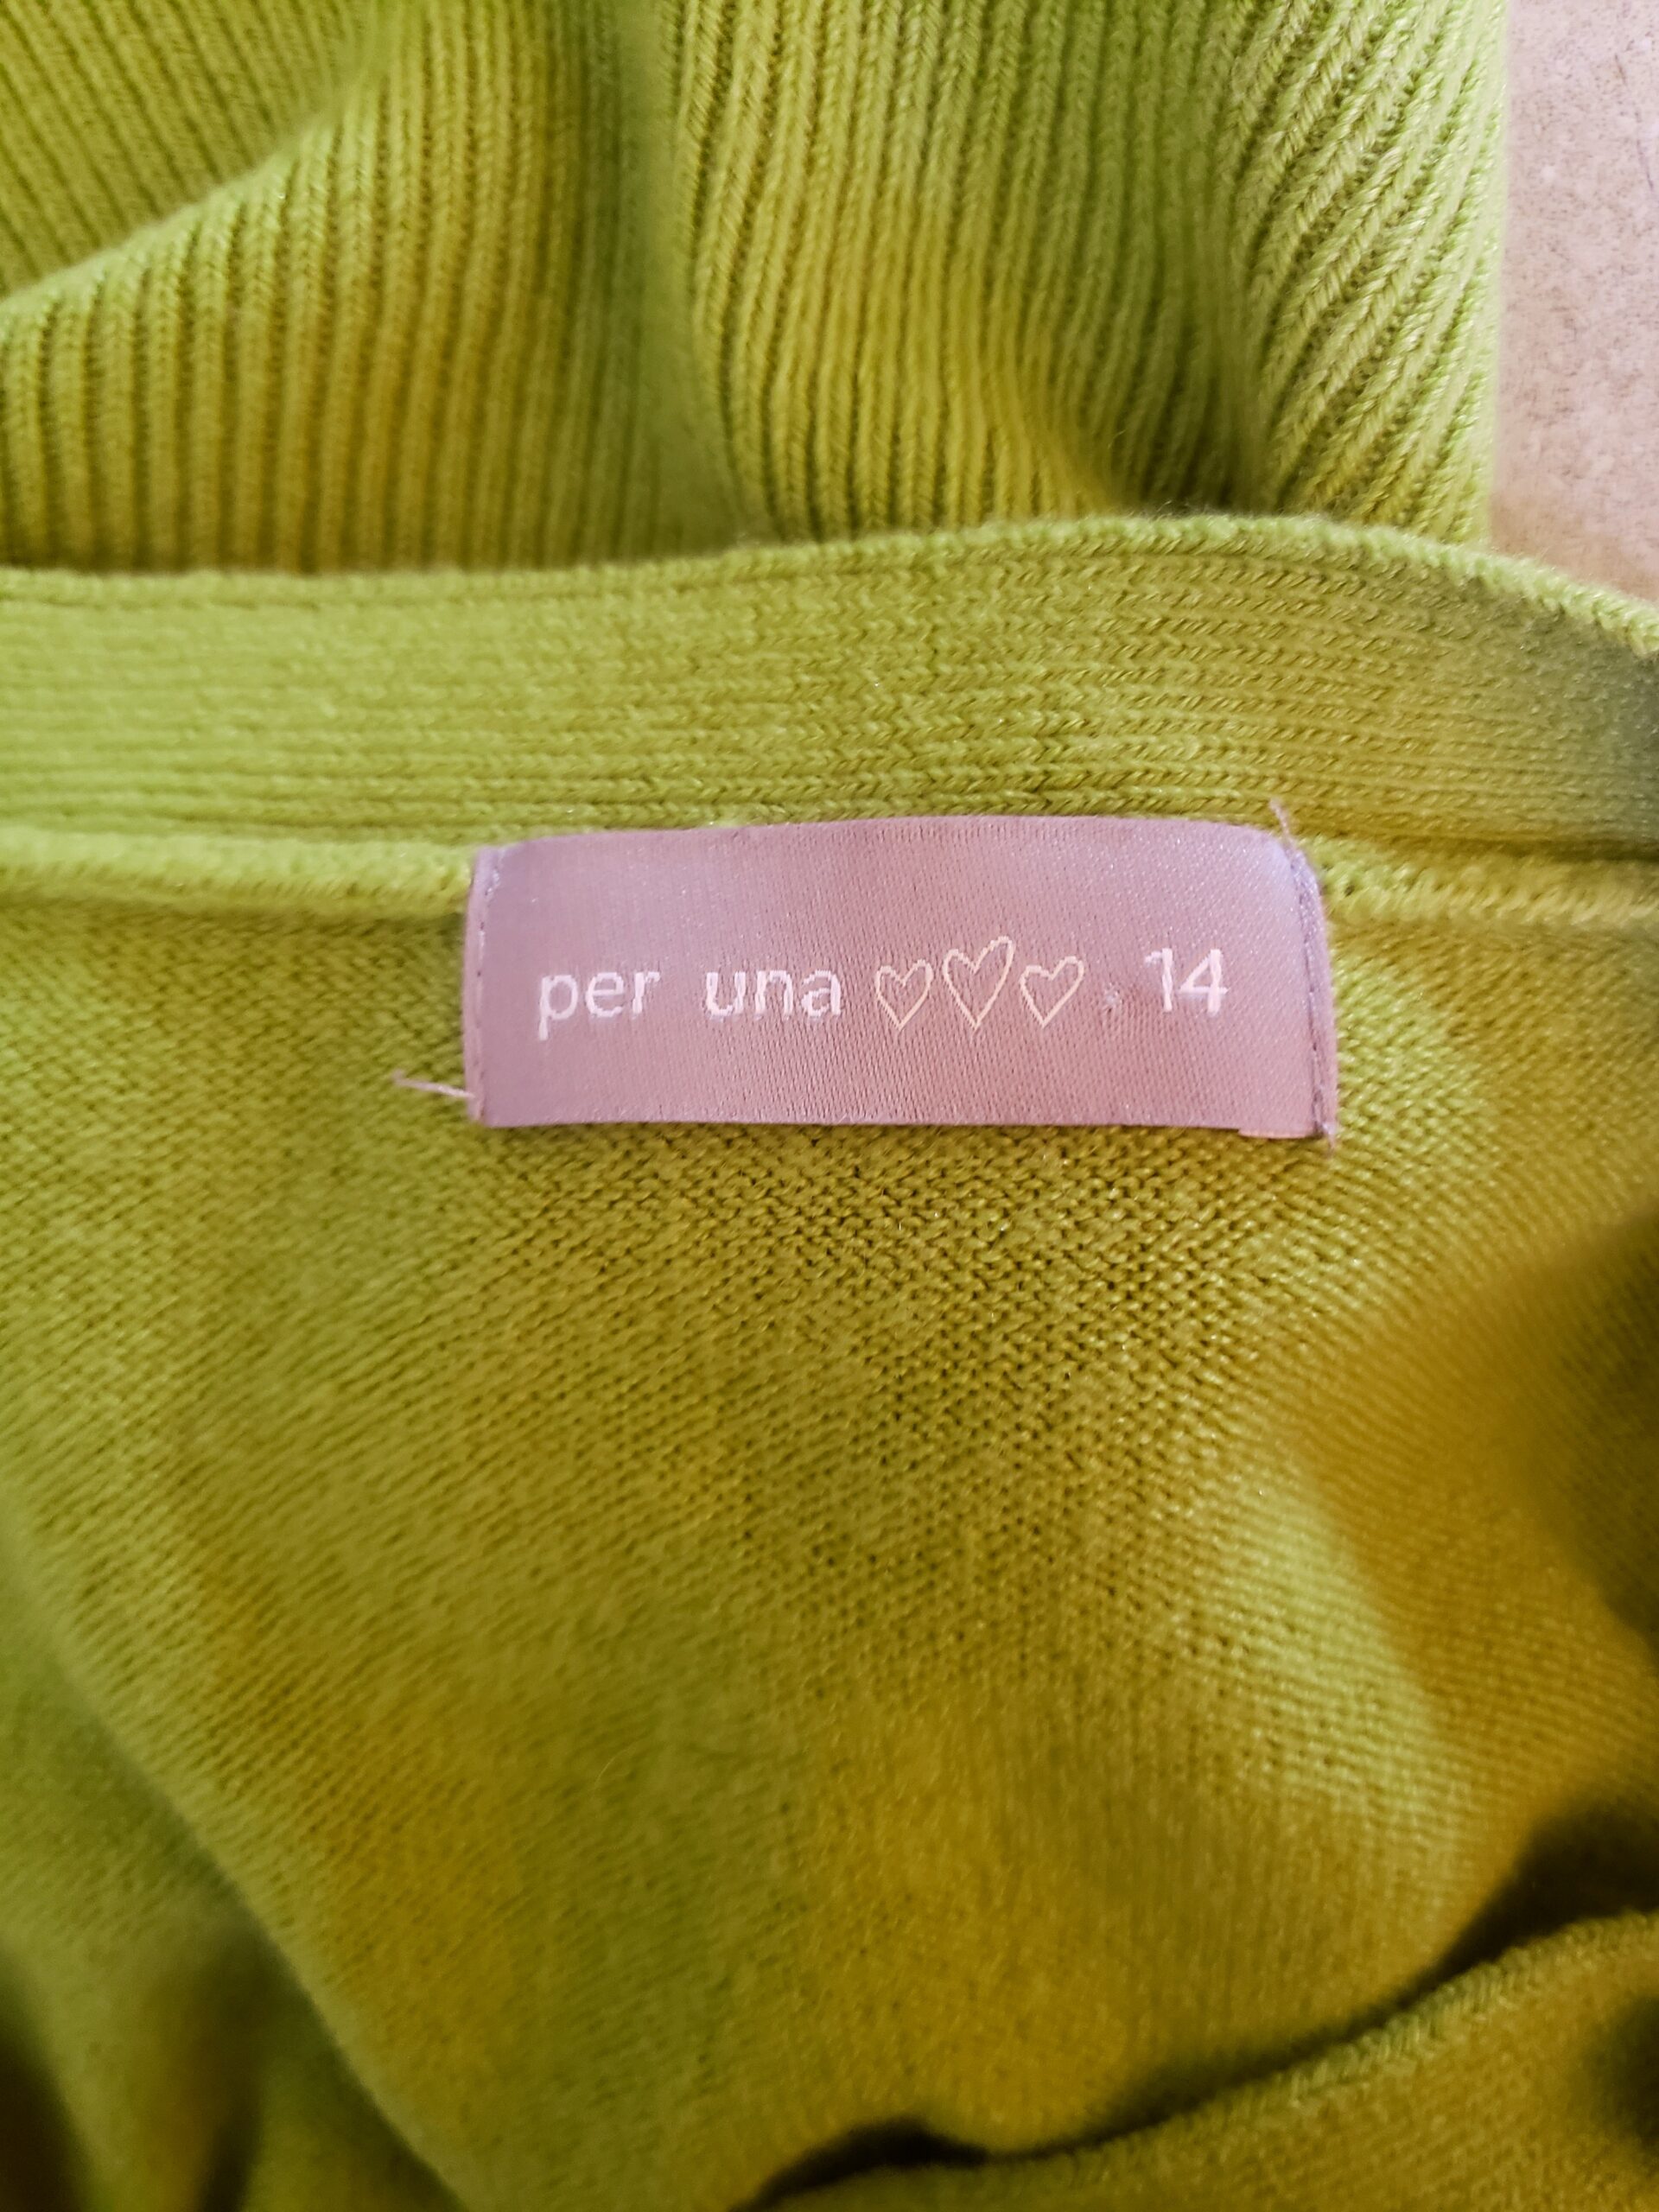 per una ♡♡♡ . 14